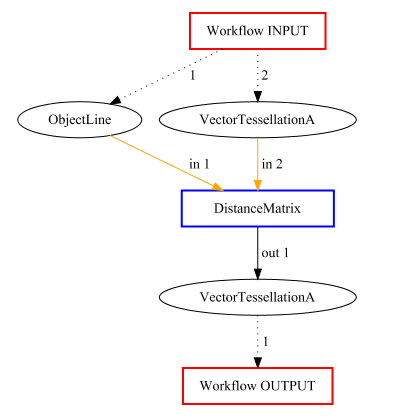 Workflow INPUT
1
2
ObjectLine
VectorTessellationA
in 1
in 2
DistanceMatrix
out 1
VectorTessellationA
1
Workflow OUTPUT